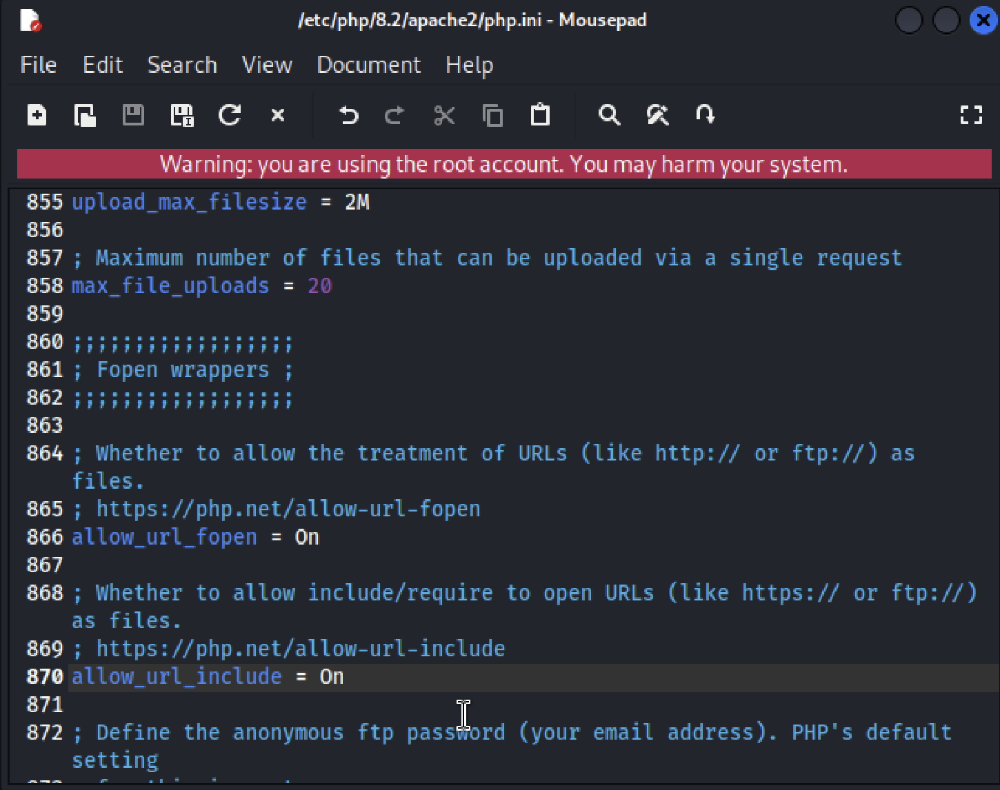 /etc/php/8.2/apache2/php.ini - Mousepad
File Edit Search View Document Help
Warning: you are using the root account. You may harm your system.
855 upload_max_filesize = 2M
856
857 ; Maximum number of files that can be uploaded via a single request
858 max_file_uploads = 20
859
860 ;;;;;;;;;;;;;;;;;;
861 ; Fopen wrappers ;
862 ;;;;;;;;;;;;;;;;;;
863
864 ; Whether to allow the treatment of URLs (like http:// or ftp://) as
files.
865 ; https://php.net/allow-url-fopen
866 allow_url_fopen = On
867
868 ; Whether to allow include/require to open URLs (like https:// or ftp://)
as files.
869 ; https://php.net/allow-url-include
870 allow_url_include = On
871
872 ; Define the anonymous ftp password (your email address). PHP's default
setting